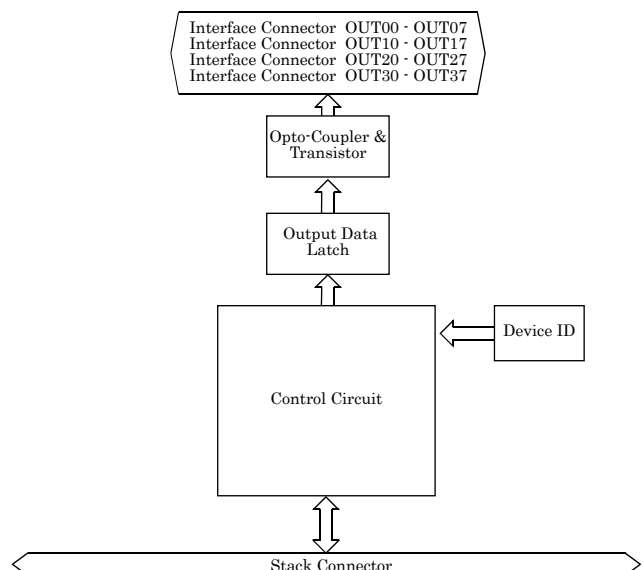 Interface Connector OUT00 - OUT07
Interface Connector OUT10 - OUT17
Interface Connector OUT20 - OUT27
Interface Connector OUT30 - OUT37
Opto-Coupler &
Transistor
Output Data
Latch
Device ID
Control Circuit
Stack Connector